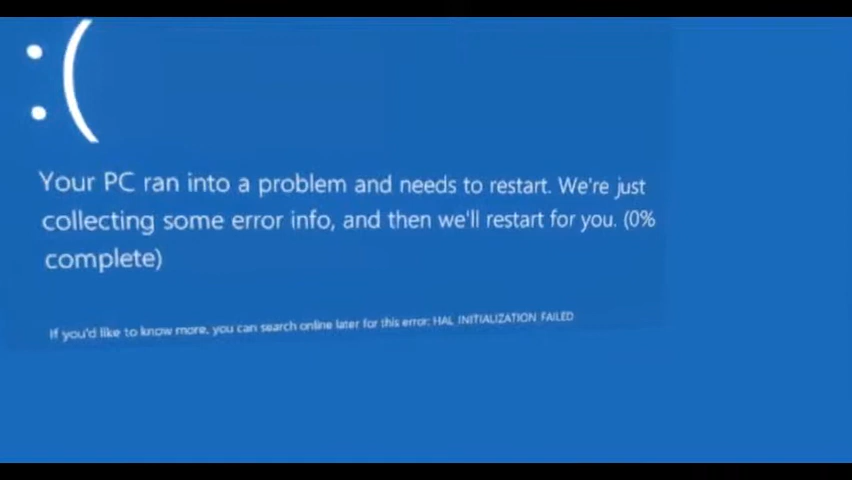 :(
Your PC ran into a problem and needs to restart. We're just
collecting some error info, and then we'll restart for you. (0%
complete)
If you'd like to know more, you can search online later for this error: HAL INITIALIZATION FAILED